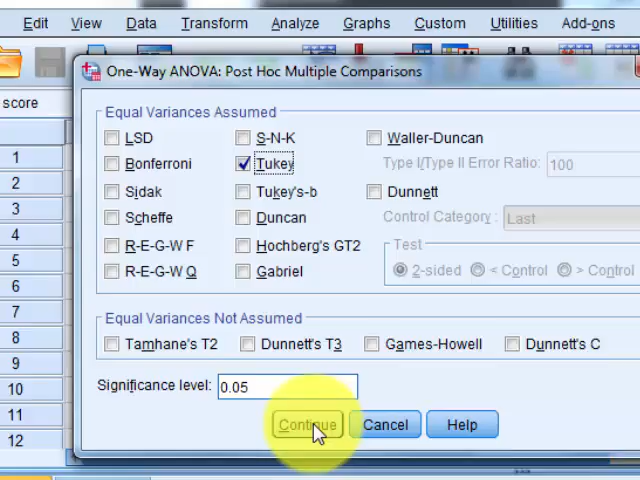 Edit View Data Transform Analyze Graphs Custom Utilities Add-ons
One-Way ANOVA: Post Hoc Multiple Comparisons
score
Equal Variances Assumed
LSD S-N-K Waller-Duncan
Bonferroni Tukey Type I/Type II Error Ratio: 100
Sidak Tukey's-b Dunnett
Scheffe Duncan Control Category : Last
R-E-G-W F Hochberg's GT2 Test
R-E-G-W Q Gabriel 2-sided < Control > Control
Equal Variances Not Assumed
Tamhane's T2 Dunnett's T3 Games-Howell Dunnett's C
Significance level: 0.05
Continue Cancel Help
1
2
3
4
5
6
7
8
9
10
11
12